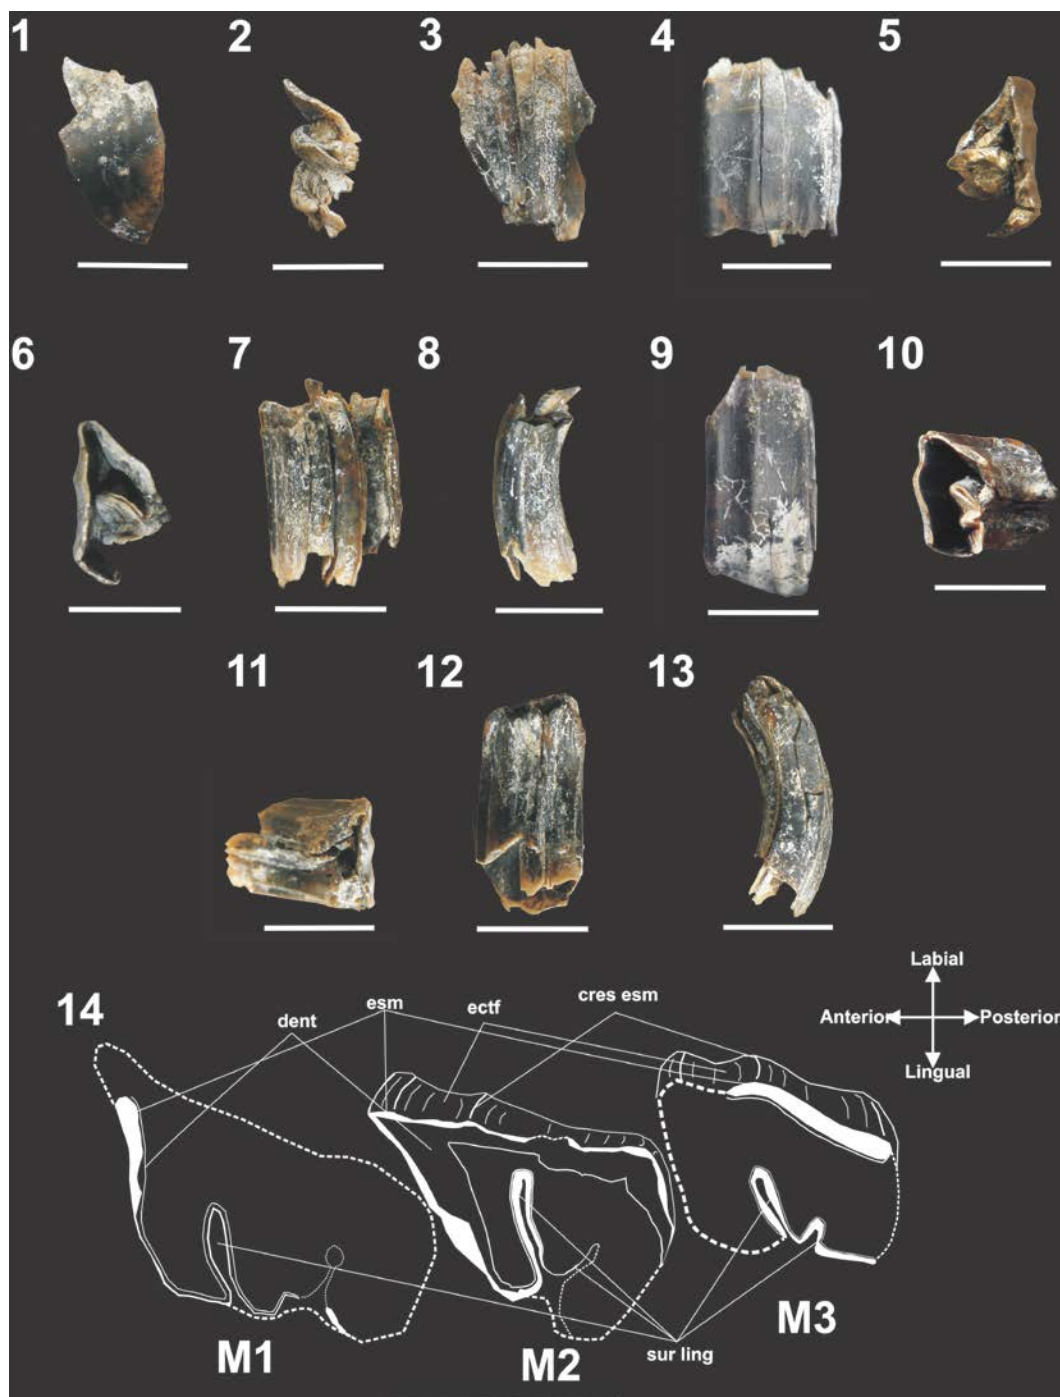 1 2 3 4 5
6 7 8 9 10
11 12 13
Labial
14 dent esm ectf cres esm Anterior Posterior
Lingual
M1 M2 M3
sur ling